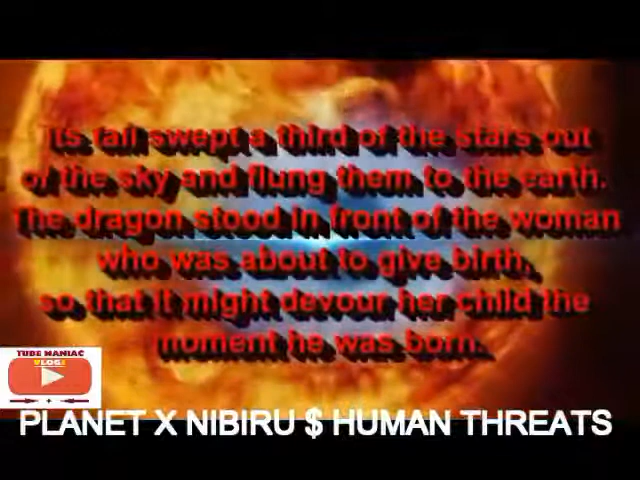 Its tail swept a third of the stars out
of the sky and flung them to the earth.
The dragon stood in front of the woman
who was about to give birth,
so that it might devour her child the
moment he was born.
TUBE MANIAC
VLOGS
PLANET X NIBIRU $ HUMAN THREATS